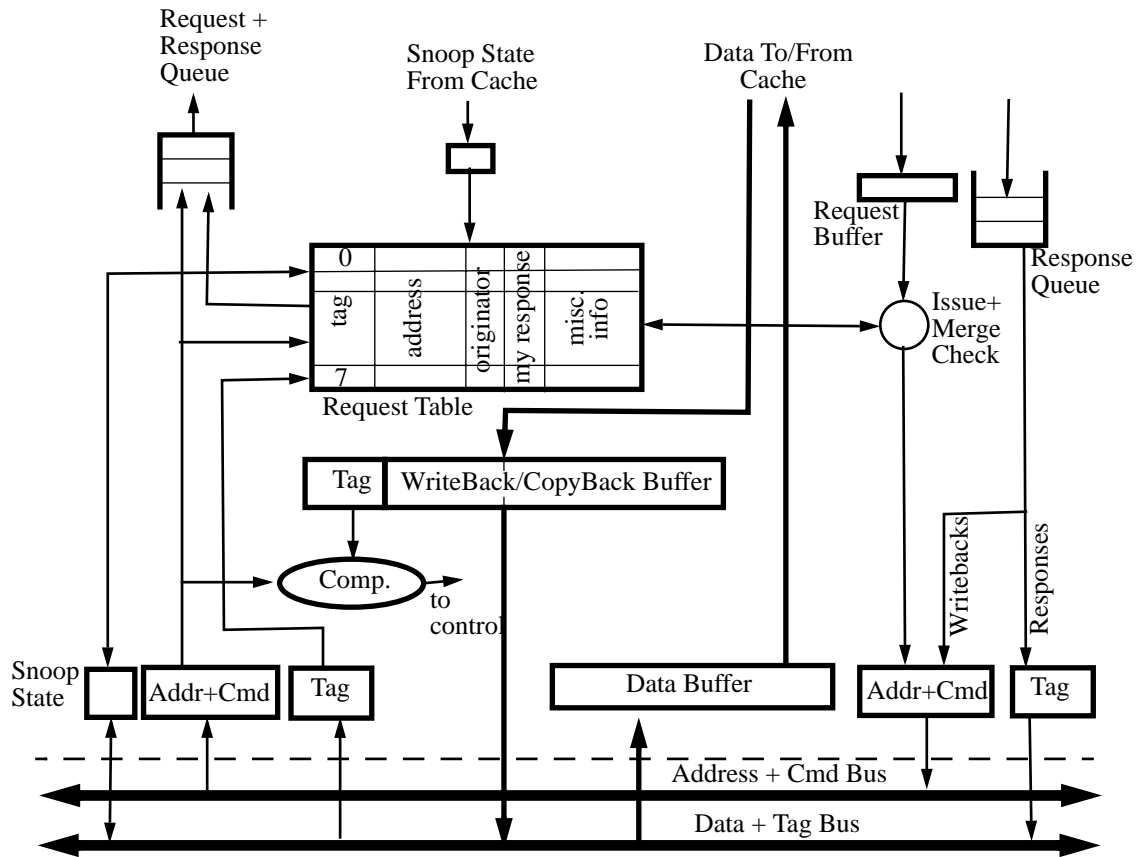 Request +
Response
Queue
Snoop State
From Cache
Data To/From
Cache
Request
Buffer
Response
Queue
Issue+
Merge
Check
0
tag
7
address
originator
my response
misc.
info
Request Table
Tag
WriteBack/CopyBack Buffer
Comp.
to
control
Writebacks
Responses
Snoop
State
Addr+Cmd
Tag
Data Buffer
Addr+Cmd
Tag
Address + Cmd Bus
Data + Tag Bus